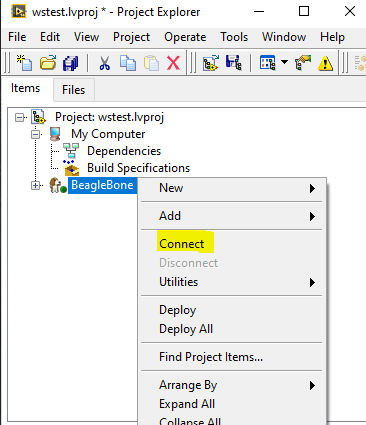 wstest.lvproj * - Project Explorer
File Edit View Project Operate Tools Window Help
Items Files
Project: wstest.lvproj
My Computer
Dependencies
Build Specifications
BeagleBone
New
Add
Connect
Disconnect
Utilities
Deploy
Deploy All
Find Project Items...
Arrange By
Expand All
Collapse All